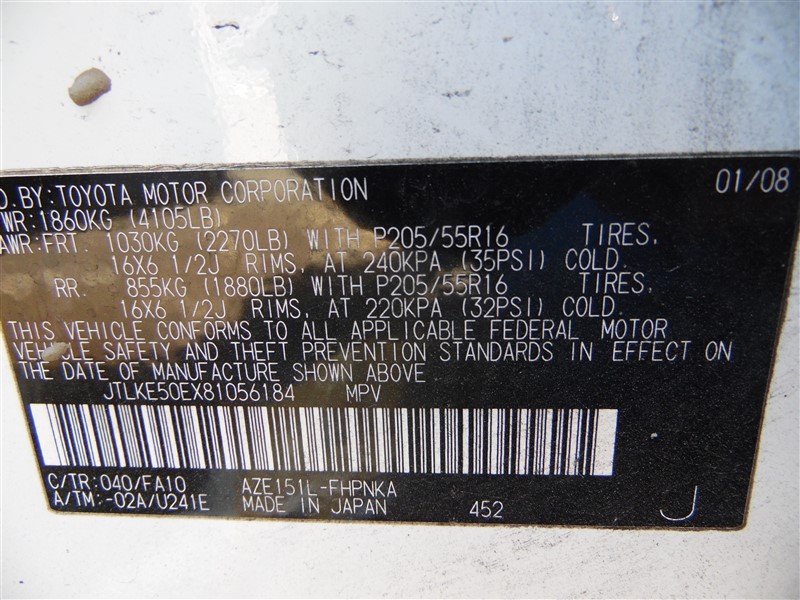 D. BY: TOYOTA MOTOR CORPORATION 01/08
WR: 1860KG (4105LB)
AWR: FRT 1030KG (2270LB) WITH P205/55R16 TIRES,
16X6 1/2J RIMS, AT 240KPA (35PSI) COLD.
RR. 855KG (1880LB) WITH P205/55R16 TIRES,
16X6 1/2J RIMS, AT 220KPA (32PSI) COLD.
THIS VEHICLE CONFORMS TO ALL APPLICABLE FEDERAL MOTOR
VEHICLE SAFETY AND THEFT PREVENTION STANDARDS IN EFFECT ON
THE DATE OF MANUFACTURE SHOWN ABOVE
JTLKE50EX81056184 MPV
C/TR: 040/FA10 AZE151L-FHPNKA
A/TM: -02A/U241E MADE IN JAPAN 452 J